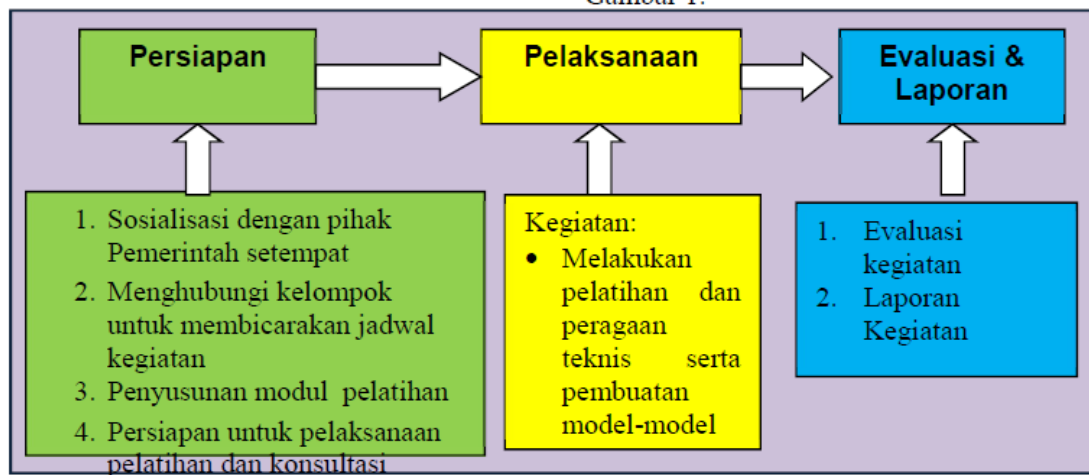 Gambar 1.
Persiapan
Pelaksanaan
Evaluasi &
Laporan
1. Sosialisasi dengan pihak
Pemerintah setempat
2. Menghubungi kelompok
untuk membicarakan jadwal
kegiatan
3. Penyusunan modul pelatihan
4. Persiapan untuk pelaksanaan
pelatihan dan konsultasi
Kegiatan:
• Melakukan
pelatihan dan
peragaan
teknis serta
pembuatan
model-model
1. Evaluasi
kegiatan
2. Laporan
Kegiatan